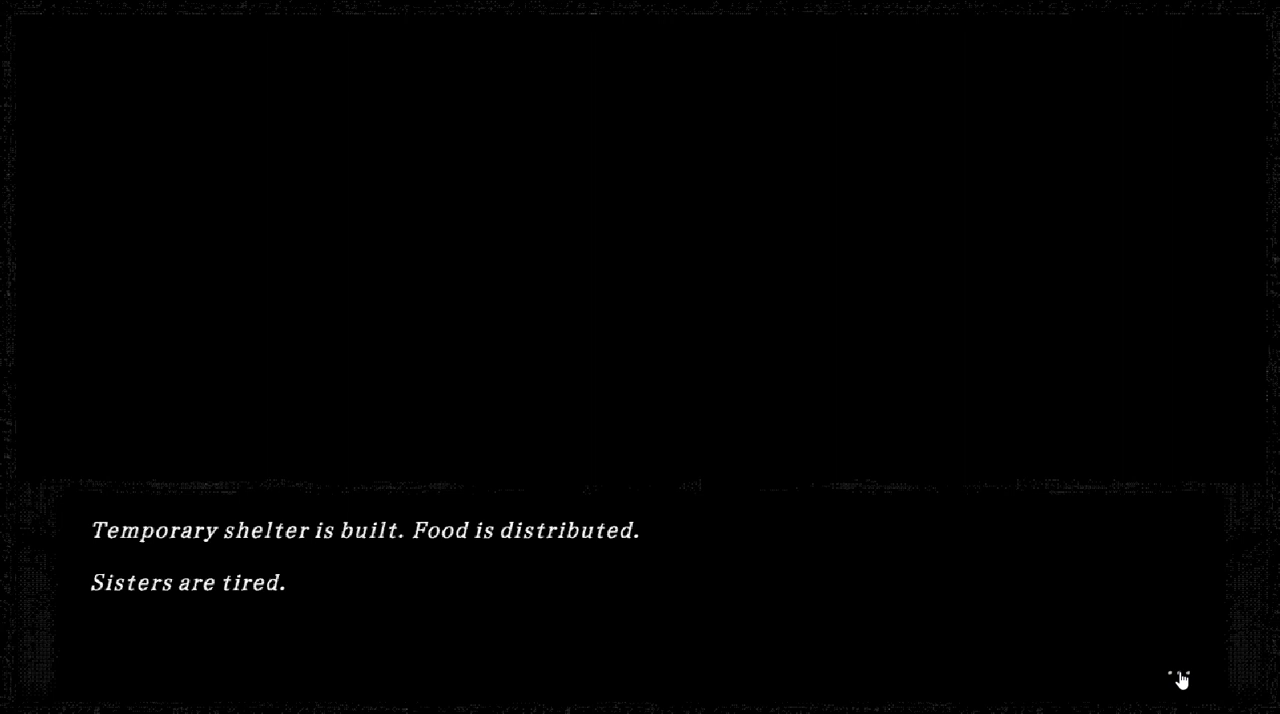 Temporary shelter is built. Food is distributed.
Sisters are tired.
...